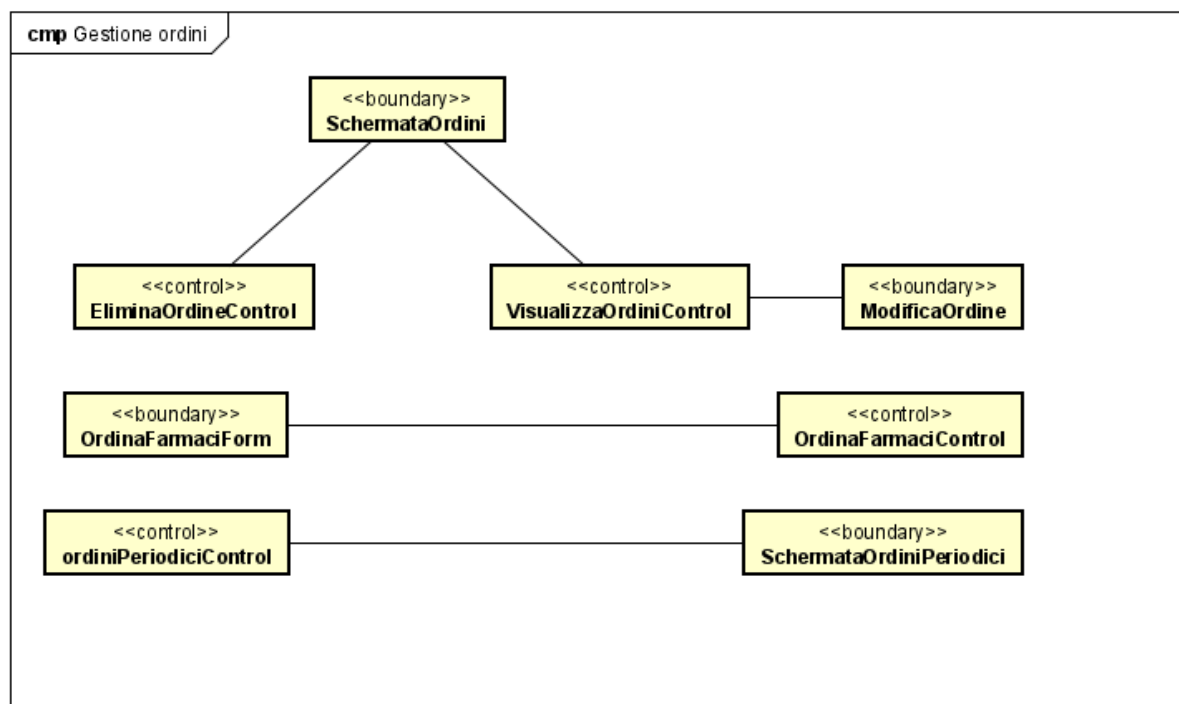 cmp Gestione ordini
<<boundary>>
SchermataOrdini
<<control>>
EliminaOrdineControl
<<control>>
VisualizzaOrdiniControl
<<boundary>>
ModificaOrdine
<<boundary>>
OrdinaFarmaciForm
<<control>>
OrdinaFarmaciControl
<<control>>
ordiniPeriodiciControl
<<boundary>>
SchermataOrdiniPeriodici